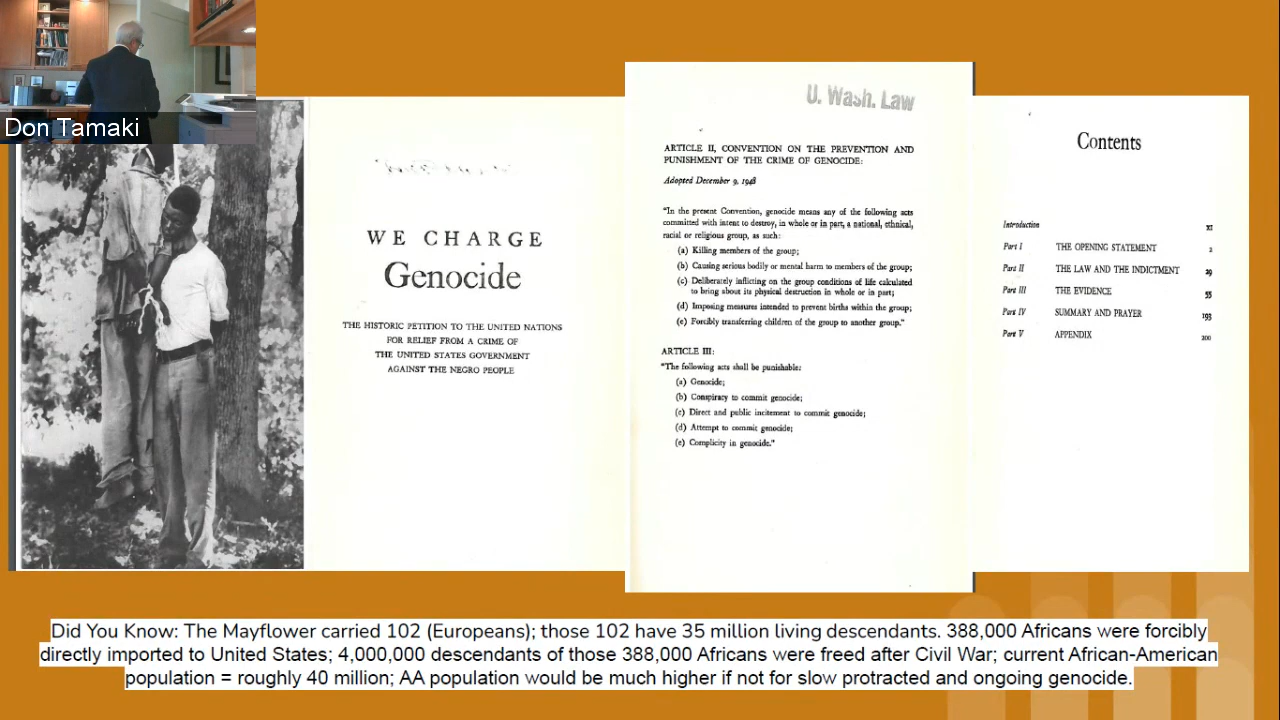 Don Tamaki
WE CHARGE
Genocide
THE HISTORIC PETITION TO THE UNITED NATIONS
FOR RELIEF FROM A CRIME OF
THE UNITED STATES GOVERNMENT
AGAINST THE NEGRO PEOPLE
U. Wash. Law
ARTICLE II, CONVENTION ON THE PREVENTION AND
PUNISHMENT OF THE CRIME OF GENOCIDE:
Adopted December 9, 1948
"In the present Convention, genocide means any of the following acts
committed with intent to destroy, in whole or in part, a national, ethnical,
racial or religious group, as such:
(a) Killing members of the group;
(b) Causing serious bodily or mental harm to members of the group;
(c) Deliberately inflicting on the group conditions of life calculated
to bring about its physical destruction in whole or in part;
(d) Imposing measures intended to prevent births within the group;
(e) Forcibly transferring children of the group to another group."
ARTICLE III:
"The following acts shall be punishable:
(a) Genocide;
(b) Conspiracy to commit genocide;
(c) Direct and public incitement to commit genocide;
(d) Attempt to commit genocide;
(e) Complicity in genocide."
Contents
Introduction xi
Part I THE OPENING STATEMENT
Part II THE LAW AND THE INDICTMENT 29
Part III THE EVIDENCE 55
Part IV SUMMARY AND PRAYER 193
Part V APPENDIX 200
Did You Know: The Mayflower carried 102 (Europeans); those 102 have 35 million living descendants. 388,000 Africans were forcibly
directly imported to United States; 4,000,000 descendants of those 388,000 Africans were freed after Civil War; current African-American
population = roughly 40 million; AA population would be much higher if not for slow protracted and ongoing genocide.